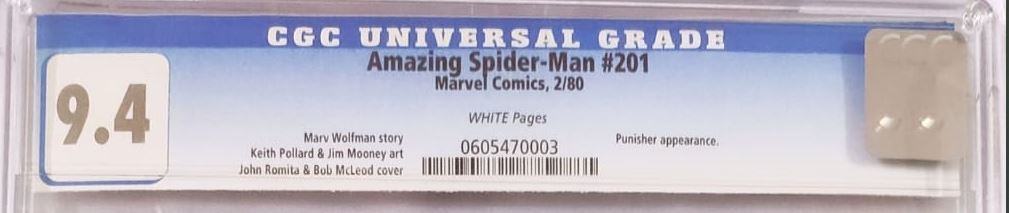 CGC UNIVERSAL GRADE
Amazing Spider-Man #201
Marvel Comics, 2/80
9.4
WHITE Pages
Marv Wolfman story
Keith Pollard & Jim Mooney art
John Romita & Bob McLeod cover
0605470003
Punisher appearance.